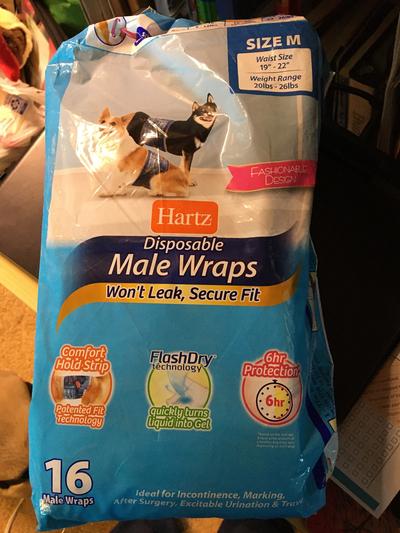 SIZE M
Waist Size
19" - 22"
Weight Range
20lbs - 26lbs
FASHIONABLE
DESIGN
Hartz
Disposable
Male Wraps
Won't Leak, Secure Fit
Comfort
Hold Strip
Patented Fit
Technology
FlashDry
Technology
quickly turns
liquid into Gel
6hr
Protection
6hr
16
Male Wraps
Ideal for Incontinence, Marking,
After Surgery, Excitable Urination &